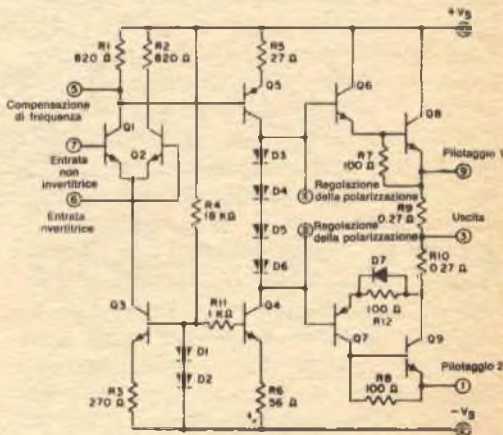 +Vs
R1
820 Ω
R2
820 Ω
R5
27 Ω
Q5
Q6
Q8
5
Compensazione
di frequenza
Q1
7
Entrata
non
invertitrice
Q2
6
Entrata
nvertitrice
R4
18 KΩ
D3
D4
D5
D6
R7
100 Ω
Pilotaggio 1
9
Regolazione
della polarizzazione
R9
0.27 Ω
Uscita
3
Regolazione
della polarizzazione
R10
0.27 Ω
D7
100 Ω
R12
Q3
R11
1 KΩ
Q4
Q7
Q9
D1
D2
R3
270 Ω
R6
56 Ω
R8
100 Ω
Pilotaggio 2
1
-Vs